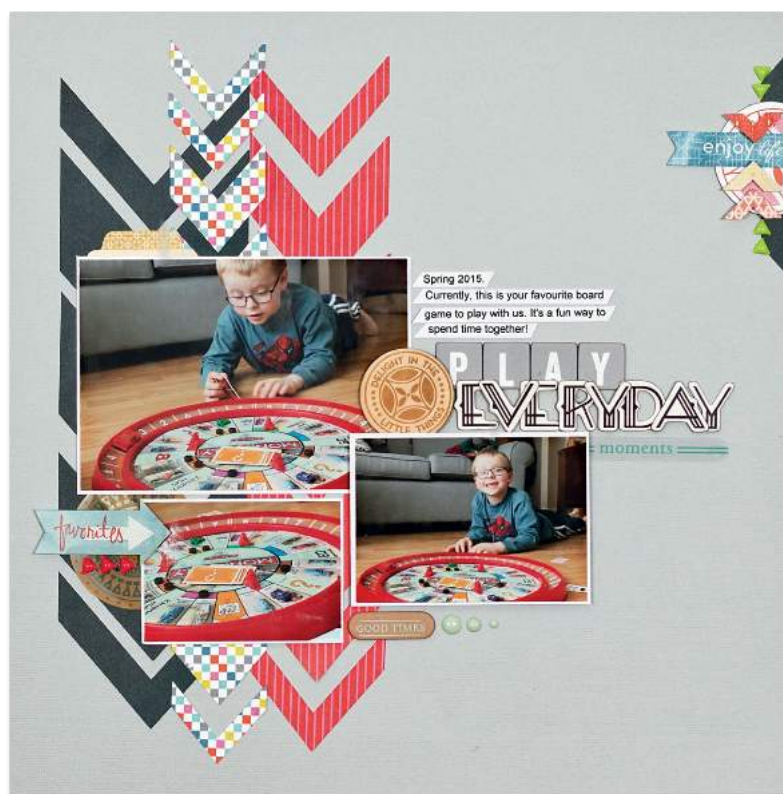 enjoy life
Spring 2015.
Currently, this is your favourite board
game to play with us. It's a fun way to
spend time together!
PLAY
DELIGHT IN THE
LITTLE THINGS
EVERYDAY
moments
favorites
GOOD TIMES